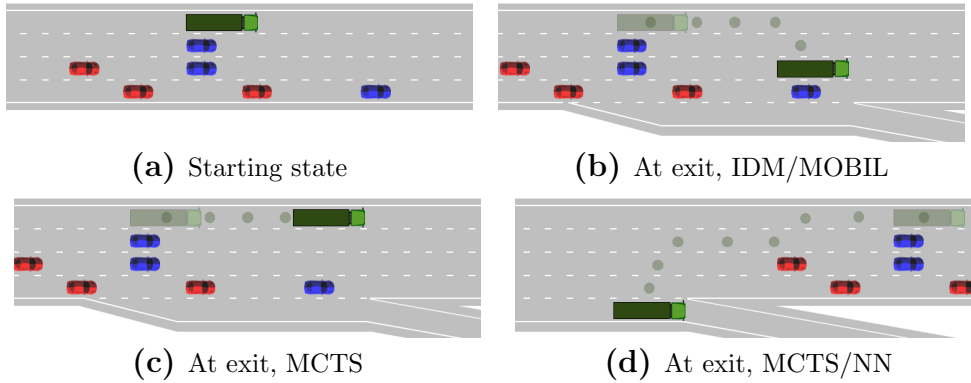 (a) Starting state
(b) At exit, IDM/MOBIL
(c) At exit, MCTS
(d) At exit, MCTS/NN